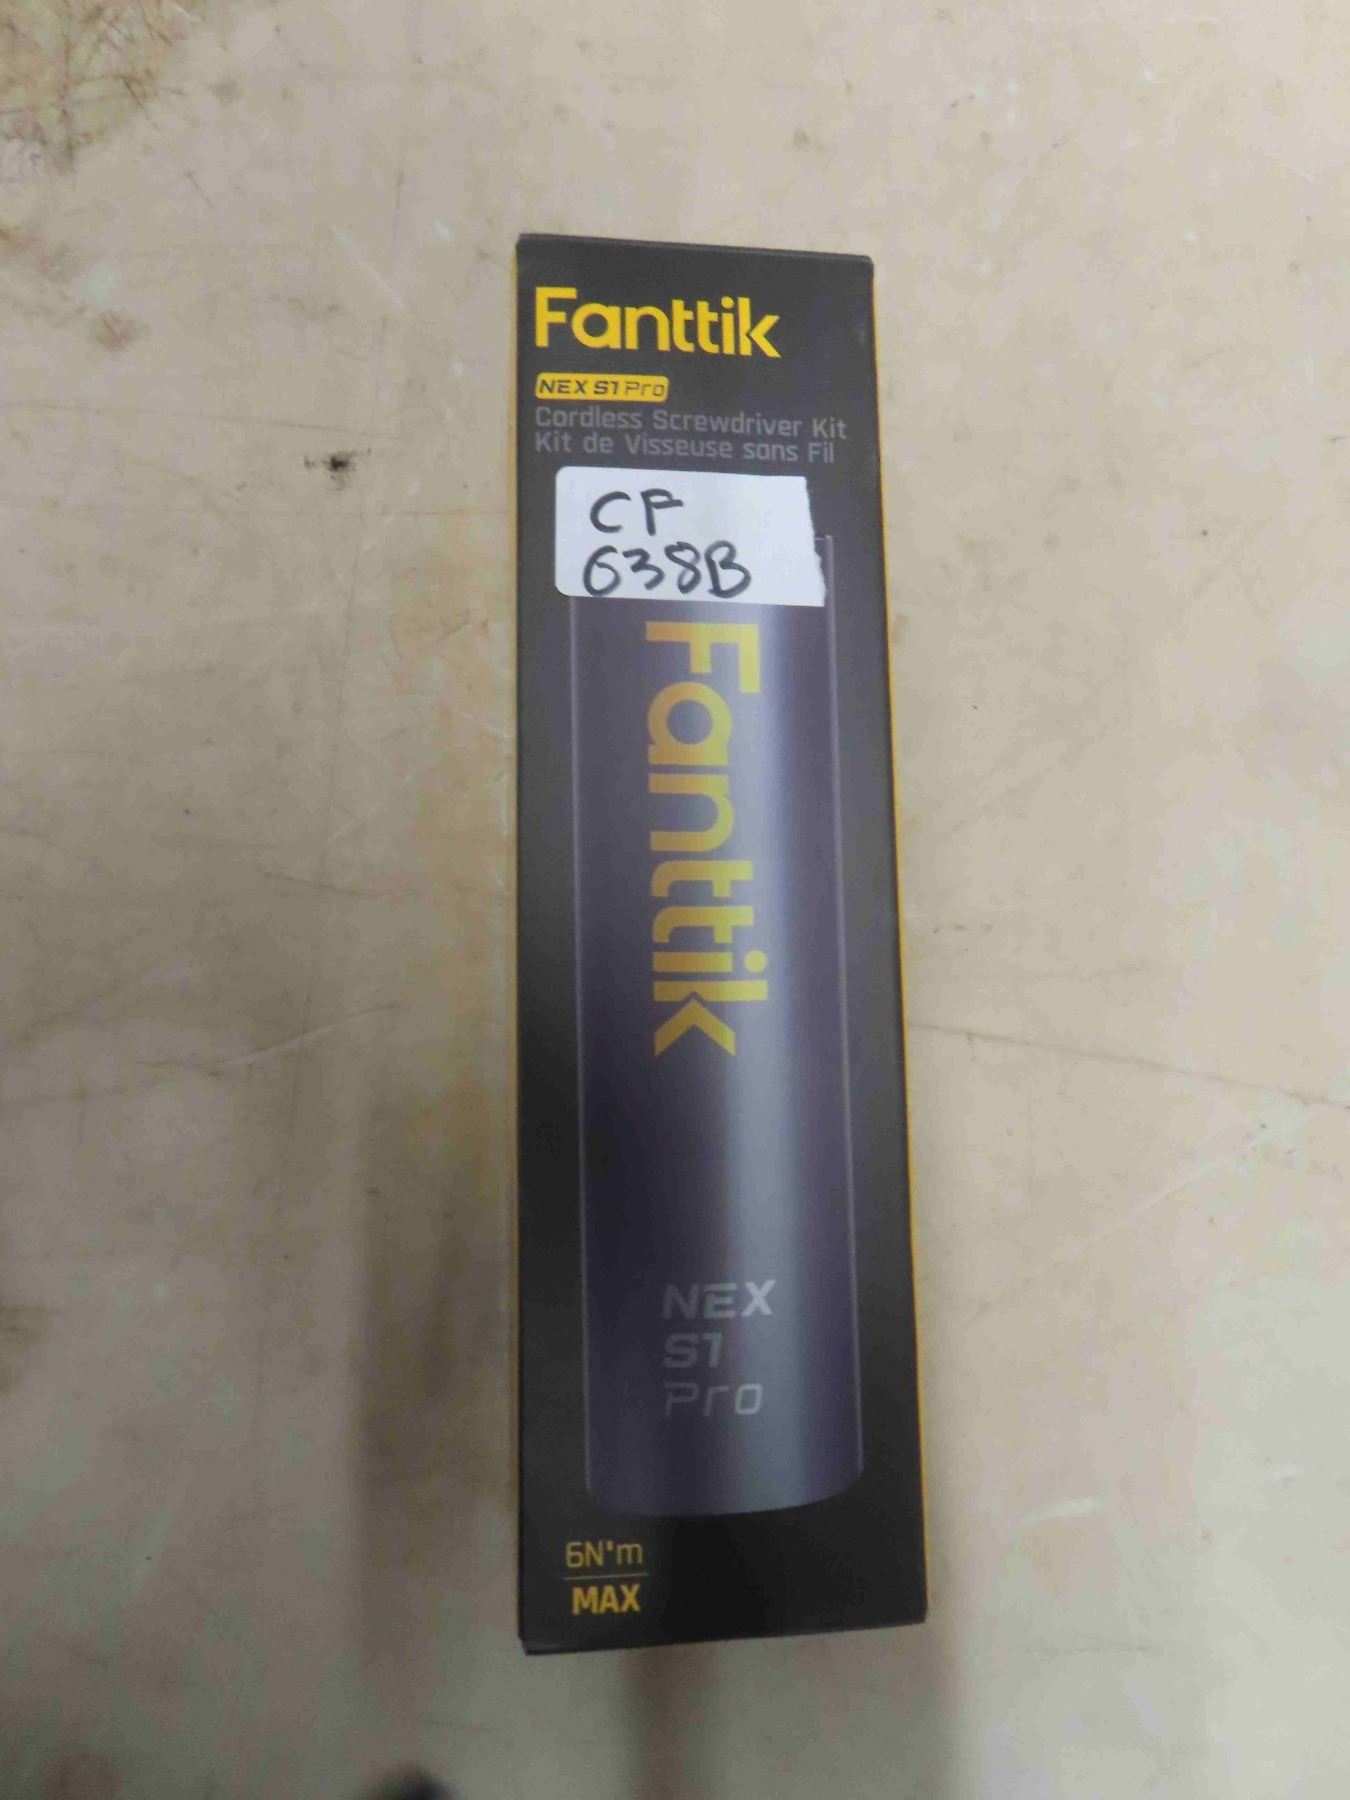 Fanttik
NEX S1 Pro
Cordless Screwdriver Kit
Kit de Visseuse sans Fil
CF
638B
Fanttik
NEX
S1
Pro
6N•m
MAX